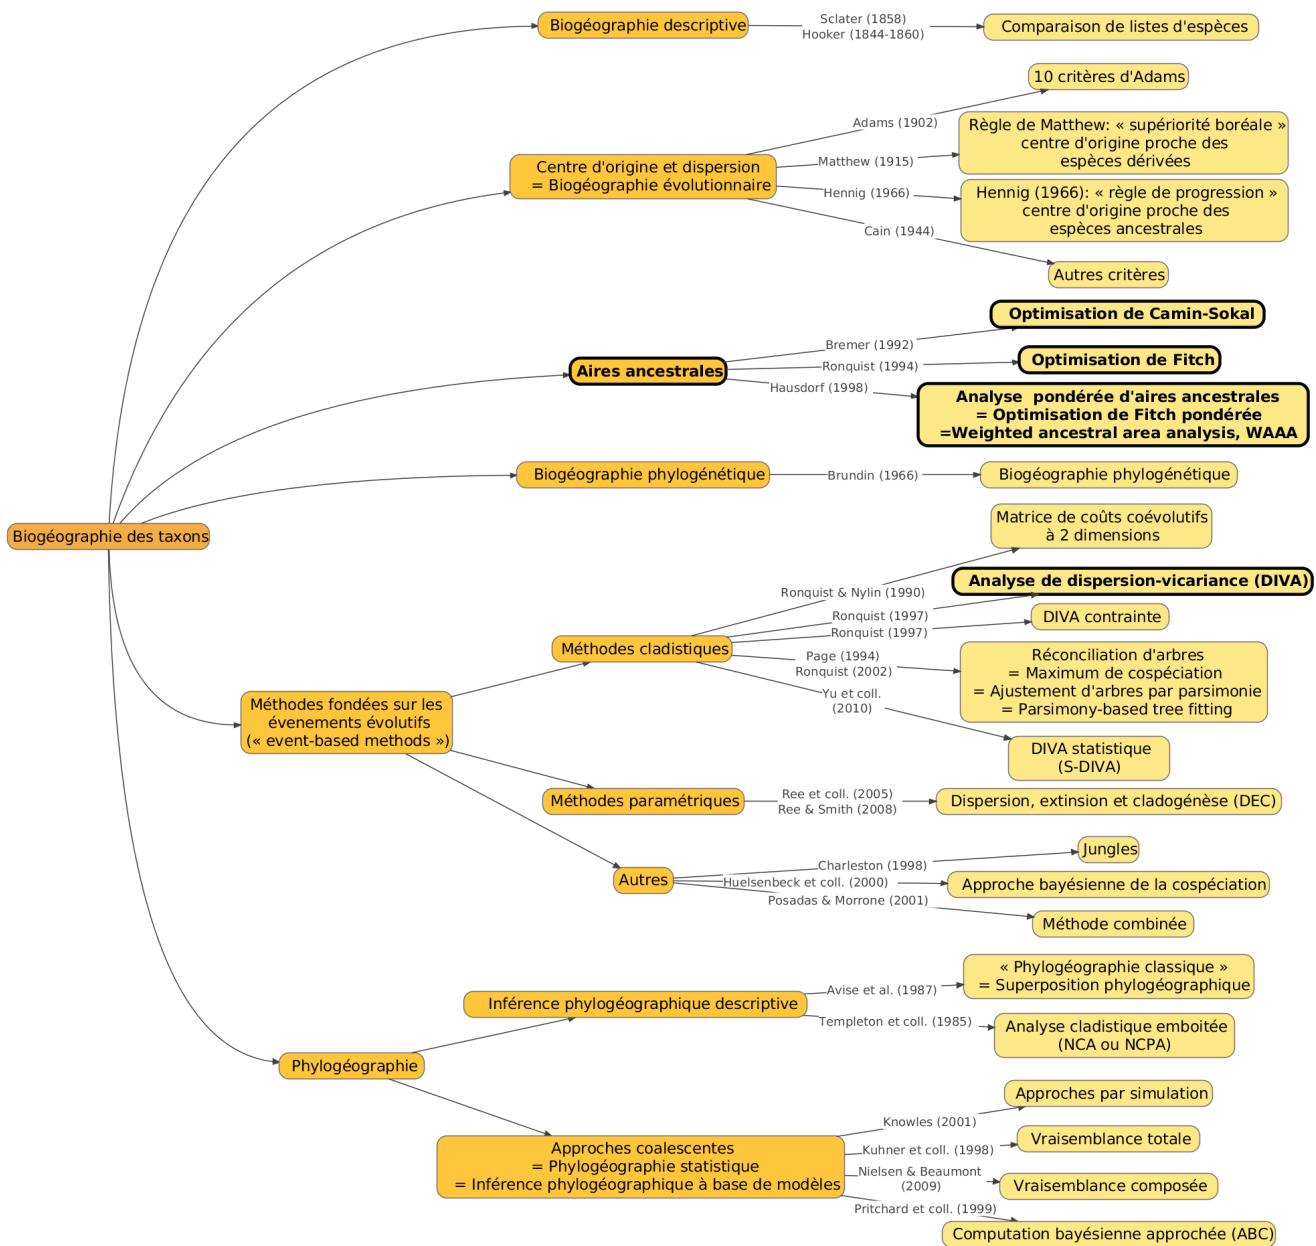 Biogéographie des taxons
Biogéographie descriptive
Sclater (1858)
Hooker (1844-1860)
Comparaison de listes d'espèces
Centre d'origine et dispersion
= Biogéographie évolutionnaire
Adams (1902)
10 critères d'Adams
Matthew (1915)
Règle de Matthew: « supériorité boréale »
centre d'origine proche des
espèces dérivées
Hennig (1966)
Hennig (1966): « règle de progression »
centre d'origine proche des
espèces ancestrales
Cain (1944)
Autres critères
Aires ancestrales
Bremer (1992)
Optimisation de Camin-Sokal
Ronquist (1994)
Optimisation de Fitch
Hausdorf (1998)
Analyse  pondérée d'aires ancestrales
= Optimisation de Fitch pondérée
=Weighted ancestral area analysis, WAAA
Biogéographie phylogénétique
Brundin (1966)
Biogéographie phylogénétique
Méthodes fondées sur les
évenements évolutifs
(« event-based methods »)
Méthodes cladistiques
Ronquist & Nylin (1990)
Matrice de coûts coévolutifs
à 2 dimensions
Ronquist (1997)
Analyse de dispersion-vicariance (DIVA)
Ronquist (1997)
DIVA contrainte
Page (1994)
Ronquist (2002)
Réconciliation d'arbres
= Maximum de cospéciation
= Ajustement d'arbres par parsimonie
= Parsimony-based tree fitting
Yu et coll.
(2010)
DIVA statistique
(S-DIVA)
Méthodes paramétriques
Ree et coll. (2005)
Ree & Smith (2008)
Dispersion, extinsion et cladogénèse (DEC)
Autres
Charleston (1998)
Jungles
Huelsenbeck et coll. (2000)
Approche bayésienne de la cospéciation
Posadas & Morrone (2001)
Méthode combinée
Phylogéographie
Inférence phylogéographique descriptive
Avise et al. (1987)
« Phylogéographie classique »
= Superposition phylogéographique
Templeton et coll. (1985)
Analyse cladistique emboitée
(NCA ou NCPA)
Approches coalescentes
= Phylogéographie statistique
= Inférence phylogéographique à base de modèles
Knowles (2001)
Approches par simulation
Kuhner et coll. (1998)
Vraisemblance totale
Nielsen & Beaumont
(2009)
Vraisemblance composée
Pritchard et coll. (1999)
Computation bayésienne approchée (ABC)